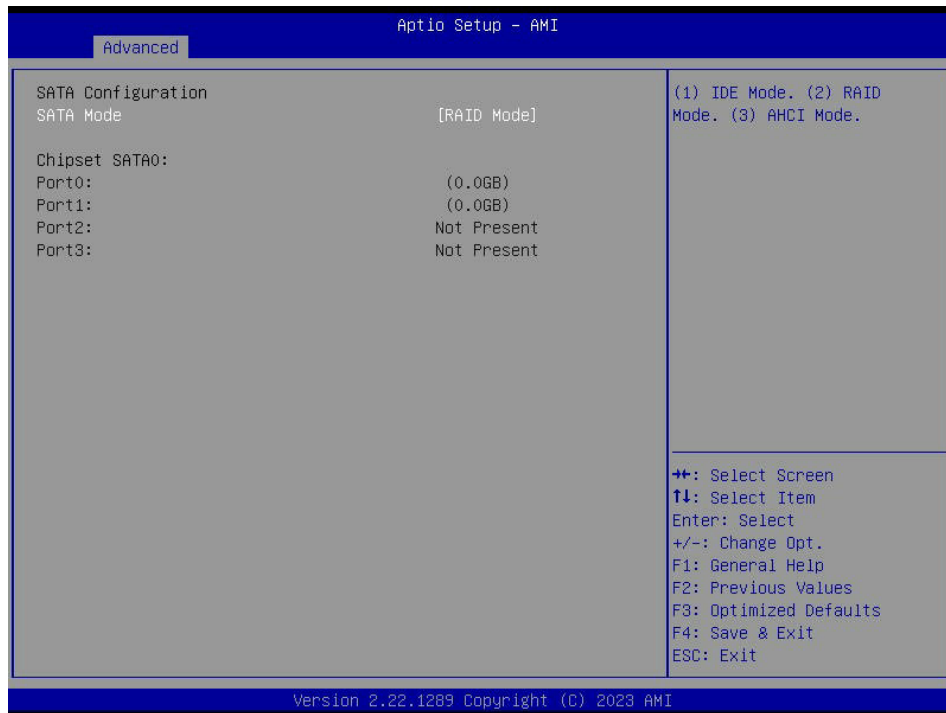 Aptio Setup – AMI
Advanced
SATA Configuration
SATA Mode [RAID Mode]
Chipset SATA0:
Port0: (0.0GB)
Port1: (0.0GB)
Port2: Not Present
Port3: Not Present
(1) IDE Mode. (2) RAID
Mode. (3) AHCI Mode.
→←: Select Screen
↑↓: Select Item
Enter: Select
+/-: Change Opt.
F1: General Help
F2: Previous Values
F3: Optimized Defaults
F4: Save & Exit
ESC: Exit
Version 2.22.1289 Copyright (C) 2023 AMI